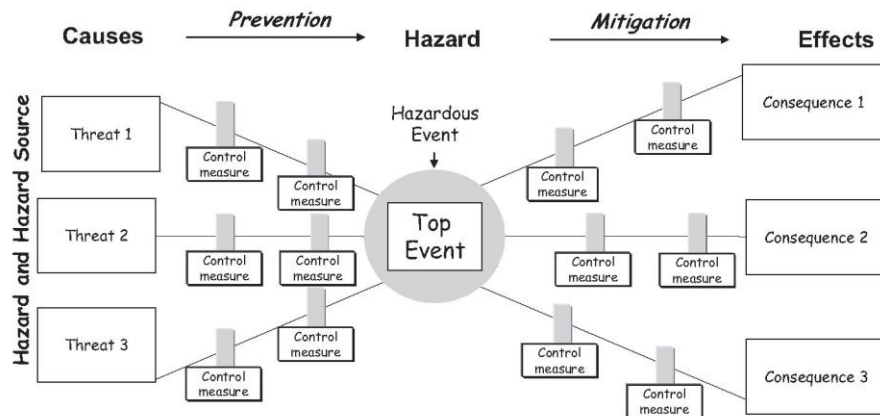 Causes
Prevention
Hazard
Mitigation
Effects
Hazard and Hazard Source
Threat 1
Control
measure
Control
measure
Hazardous
Event
Control
measure
Control
measure
Consequence 1
Threat 2
Control
measure
Control
measure
Top
Event
Control
measure
Control
measure
Consequence 2
Threat 3
Control
measure
Control
measure
Control
measure
Control
measure
Consequence 3